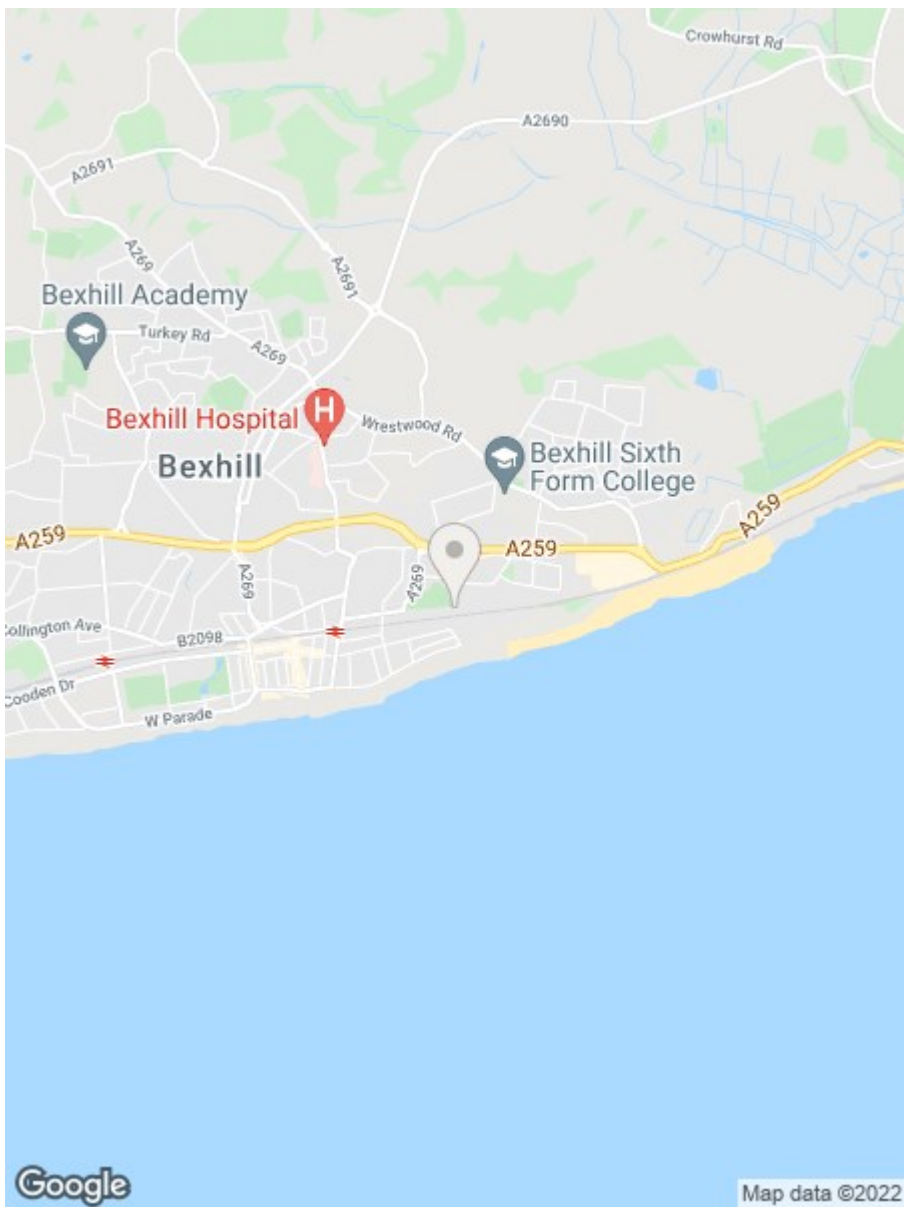 Crowhurst Rd
A2690
A2691
A269
A2691
Bexhill Academy
Turkey Rd
A269
Bexhill Hospital
H
Wrestwood Rd
Bexhill
Bexhill Sixth
Form College
A259
A259
A259
A269
A269
Collington Ave
B2098
Cooden Dr
W Parade
Google
Map data ©2022